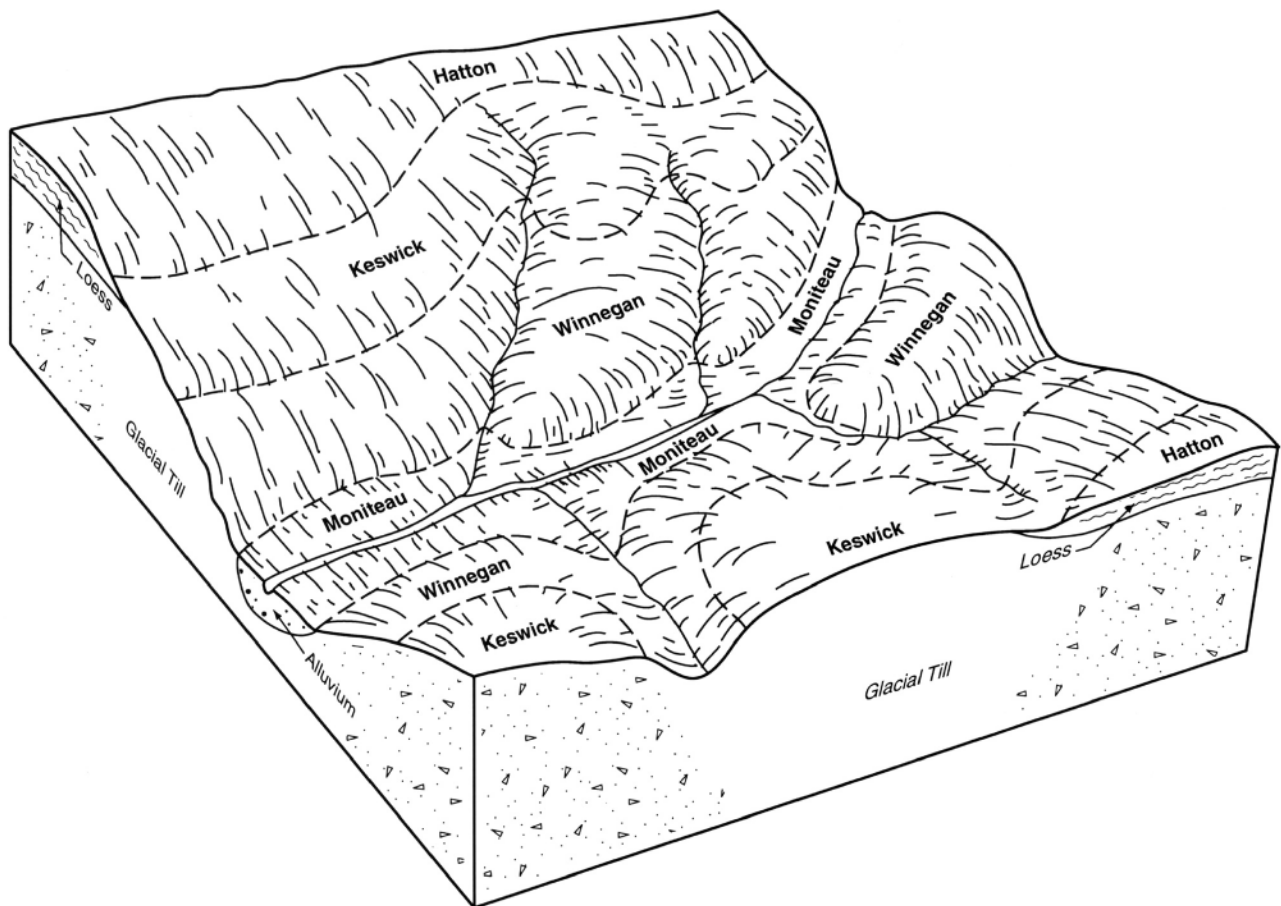 Hatton
Loess
Keswick
Moniteau
Winnegan
Winnegan
Glacial Till
Moniteau
Hatton
Moniteau
Keswick
Loess
Winnegan
Keswick
Alluvium
Glacial Till